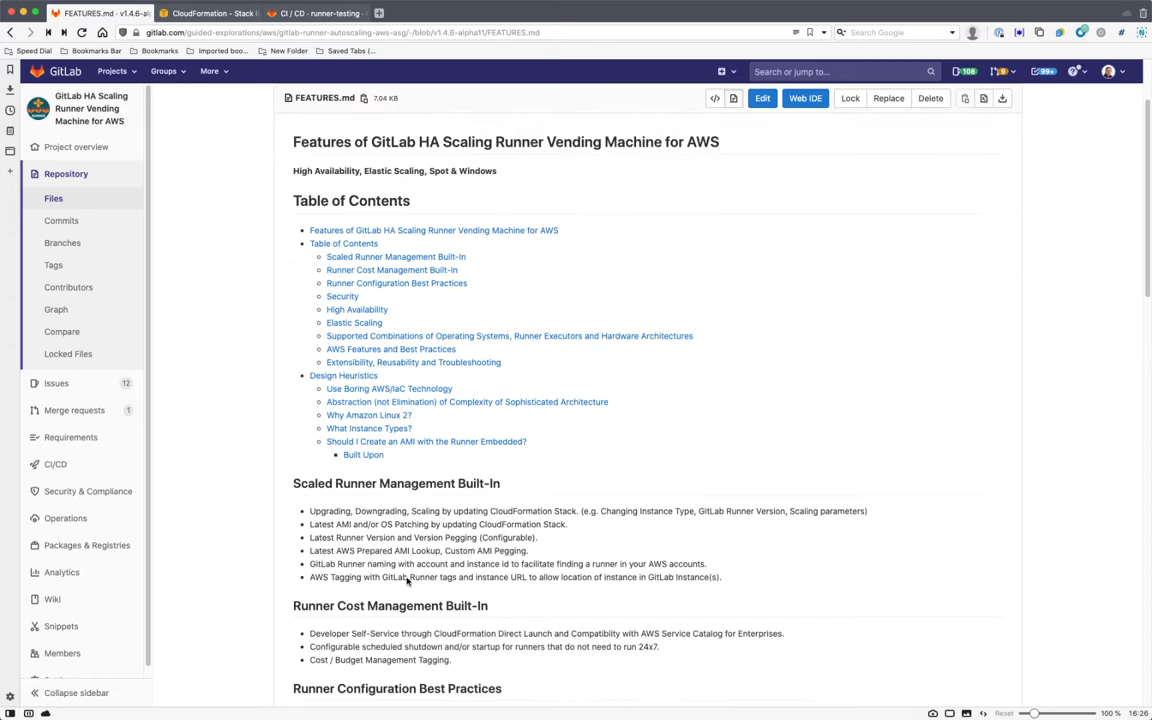 FEATURES.md - v1.4.6-al
CloudFormation - Stack i
CI / CD · runner-testing ·
gitlab.com/guided-explorations/aws/gitlab-runner-autoscaling-aws-asg/-/blob/v1.4.6-alpha11/FEATURES.md
Search Google
Speed Dial
Bookmarks Bar
Bookmarks
Imported boo...
New Folder
Saved Tabs (...
GitLab
Projects
Groups
More
Search or jump to...
108
9
99+
GitLab HA Scaling
Runner Vending
Machine for AWS
Project overview
Repository
Files
Commits
Branches
Tags
Contributors
Graph
Compare
Locked Files
Issues 12
Merge requests 1
Requirements
CI/CD
Security & Compliance
Operations
Packages & Registries
Analytics
Wiki
Snippets
Members
Collapse sidebar
FEATURES.md 7.04 KB
Edit Web IDE Lock Replace Delete
Features of GitLab HA Scaling Runner Vending Machine for AWS
High Availability, Elastic Scaling, Spot & Windows
Table of Contents
Features of GitLab HA Scaling Runner Vending Machine for AWS
Table of Contents
Scaled Runner Management Built-In
Runner Cost Management Built-In
Runner Configuration Best Practices
Security
High Availability
Elastic Scaling
Supported Combinations of Operating Systems, Runner Executors and Hardware Architectures
AWS Features and Best Practices
Extensibility, Reusability and Troubleshooting
Design Heuristics
Use Boring AWS/IaC Technology
Abstraction (not Elimination) of Complexity of Sophisticated Architecture
Why Amazon Linux 2?
What Instance Types?
Should I Create an AMI with the Runner Embedded?
Built Upon
Scaled Runner Management Built-In
Upgrading, Downgrading, Scaling by updating CloudFormation Stack. (e.g. Changing Instance Type, GitLab Runner Version, Scaling parameters)
Latest AMI and/or OS Patching by updating CloudFormation Stack.
Latest Runner Version and Version Pegging (Configurable).
Latest AWS Prepared AMI Lookup, Custom AMI Pegging.
GitLab Runner naming with account and instance id to facilitate finding a runner in your AWS accounts.
AWS Tagging with GitLab Runner tags and instance URL to allow location of instance in GitLab Instance(s).
Runner Cost Management Built-In
Developer Self-Service through CloudFormation Direct Launch and Compatiblity with AWS Service Catalog for Enterprises.
Configurable scheduled shutdown and/or startup for runners that do not need to run 24x7.
Cost / Budget Management Tagging.
Runner Configuration Best Practices
Reset
100 %
16:26